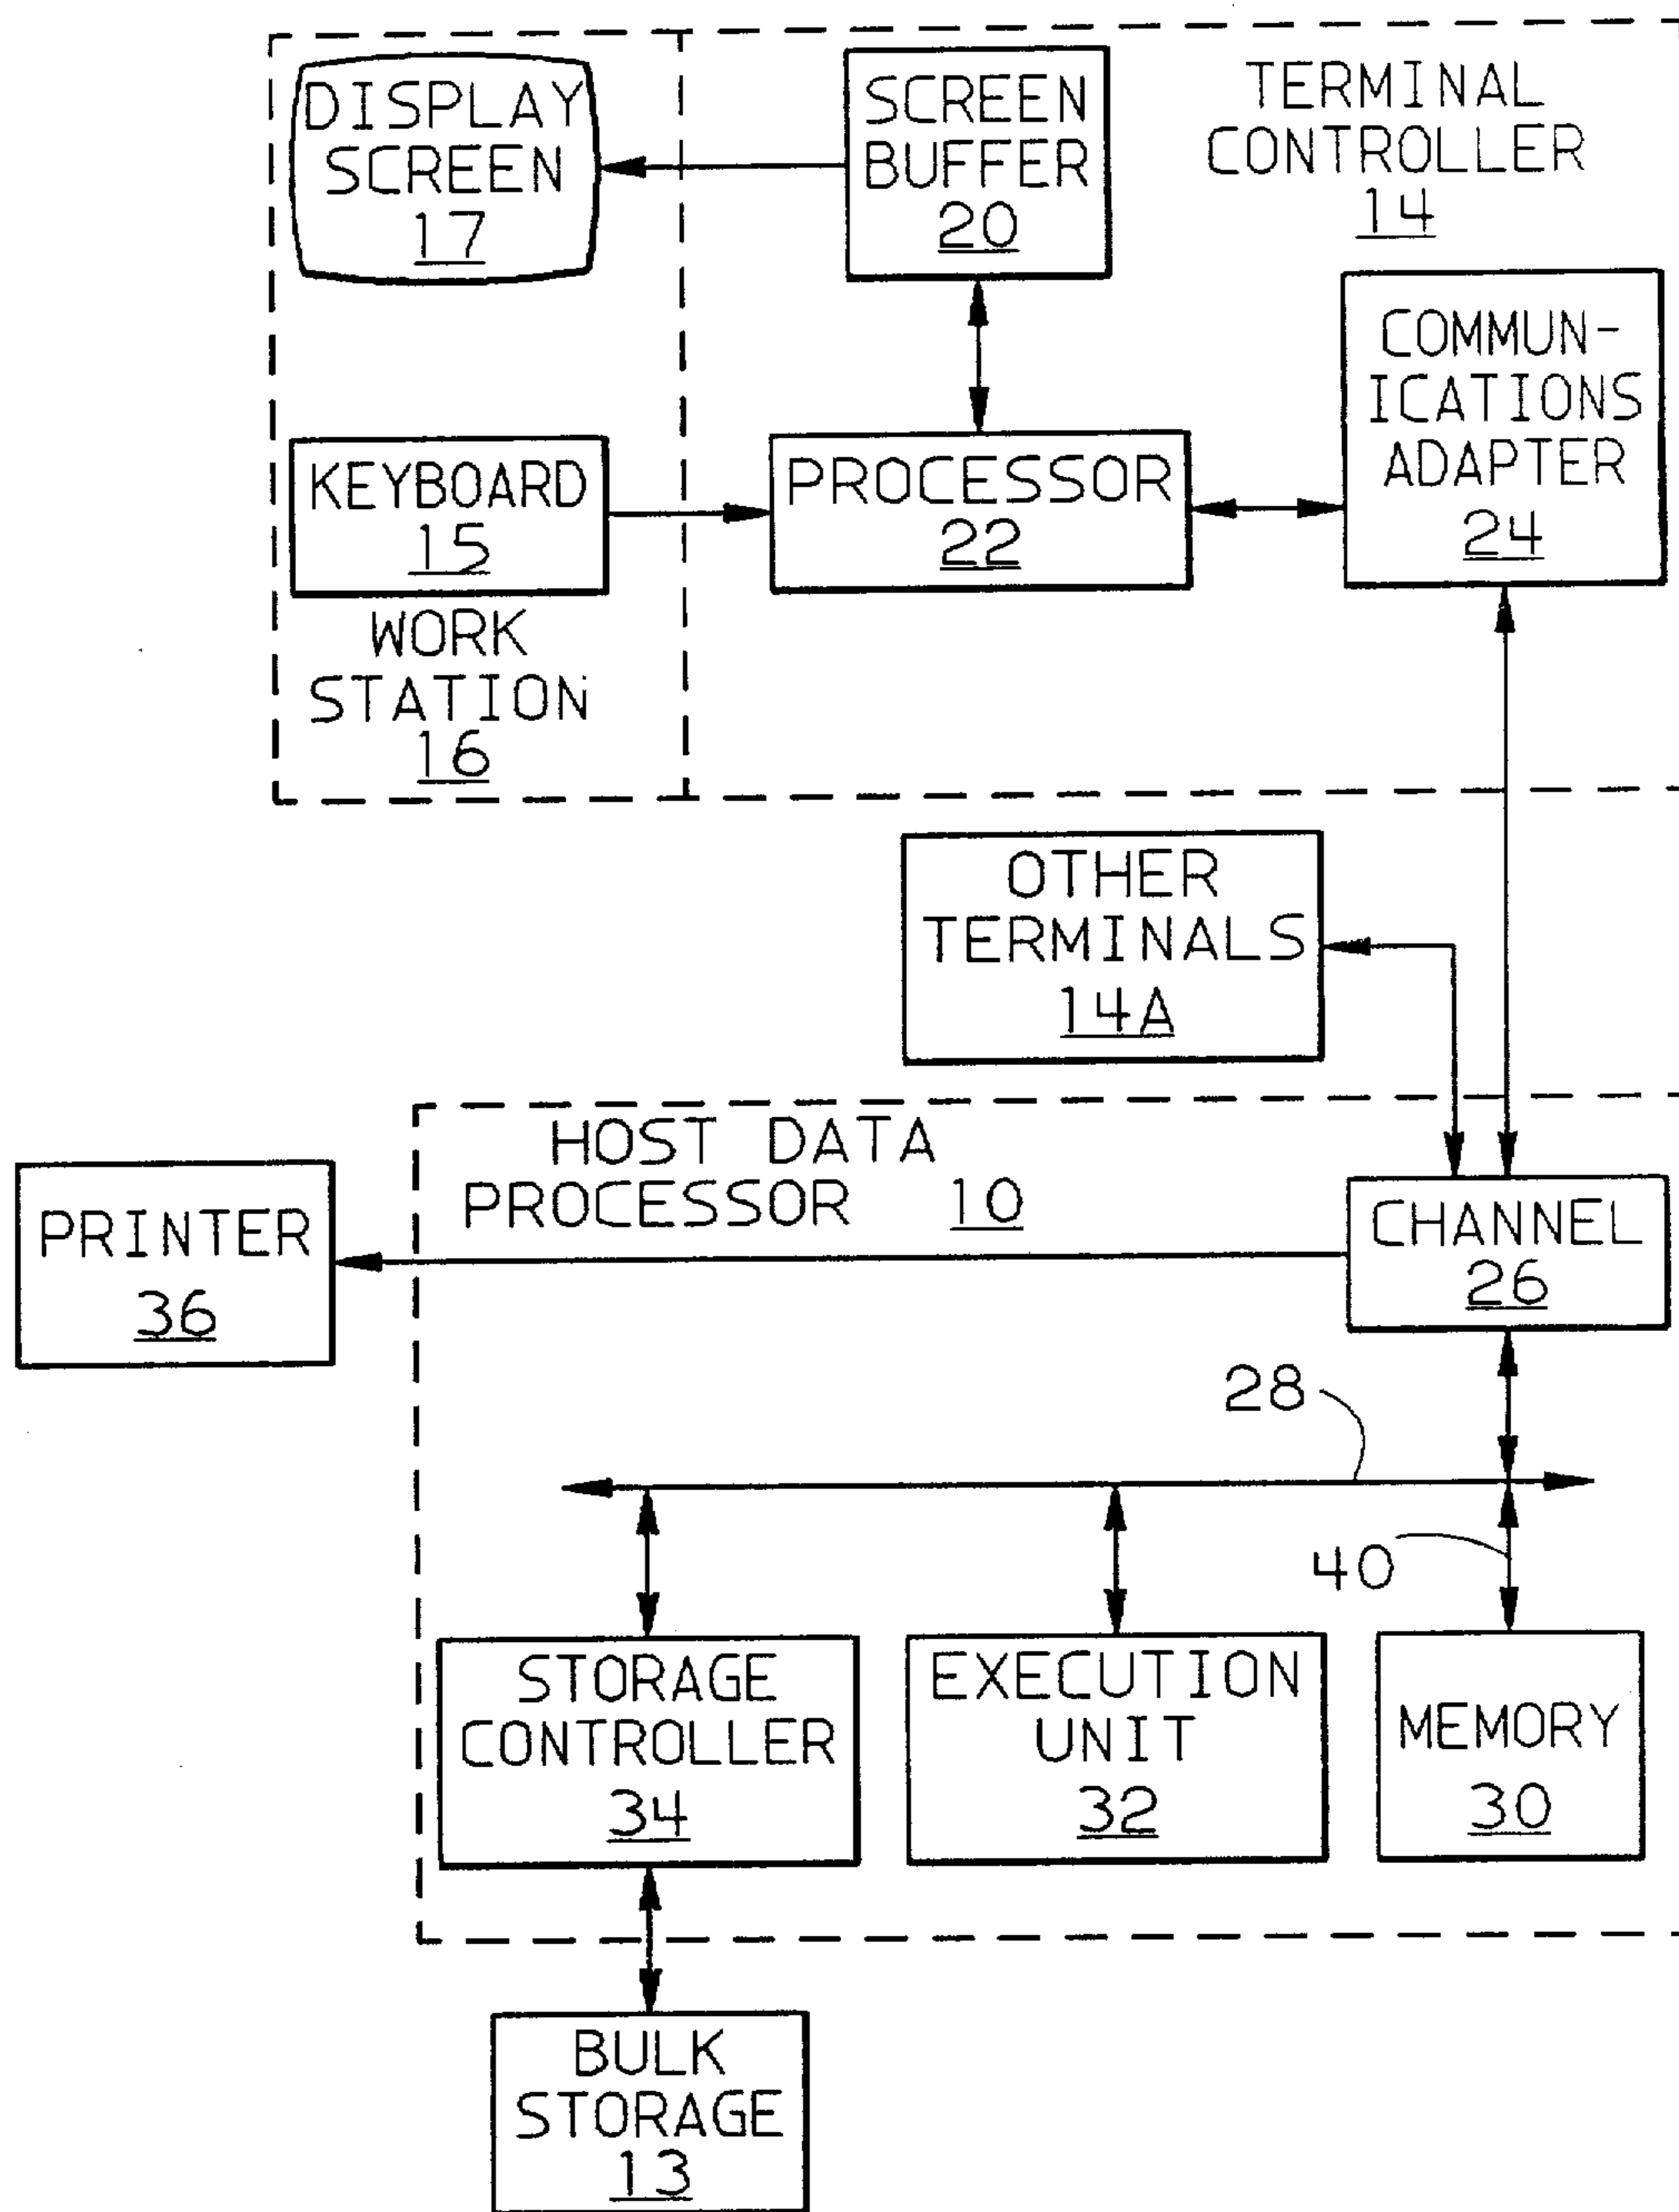 DISPLAY
SCREEN
17
SCREEN
BUFFER
20
TERMINAL
CONTROLLER
14
COMMUN-
ICATIONS
ADAPTER
24
KEYBOARD
15
PROCESSOR
22
WORK
STATION
16
OTHER
TERMINALS
14A
HOST DATA
PROCESSOR 10
PRINTER
36
CHANNEL
26
28
40
STORAGE
CONTROLLER
34
EXECUTION
UNIT
32
MEMORY
30
BULK
STORAGE
13